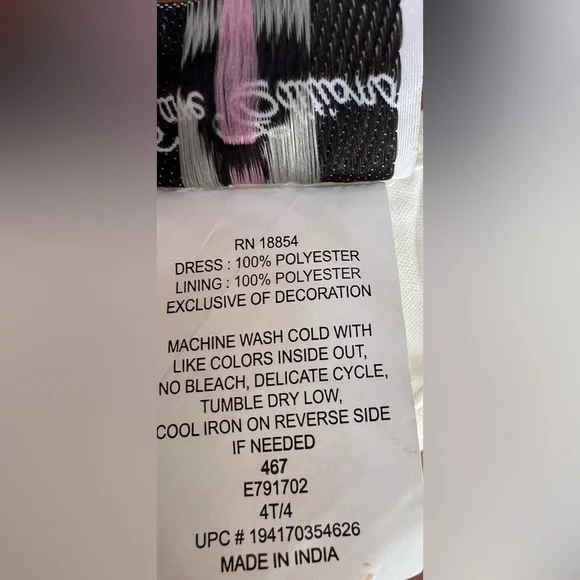 RN 18854
DRESS : 100% POLYESTER
LINING : 100% POLYESTER
EXCLUSIVE OF DECORATION
MACHINE WASH COLD WITH
LIKE COLORS INSIDE OUT,
NO BLEACH, DELICATE CYCLE,
TUMBLE DRY LOW,
COOL IRON ON REVERSE SIDE
IF NEEDED
467
E791702
4T/4
UPC # 194170354626
MADE IN INDIA